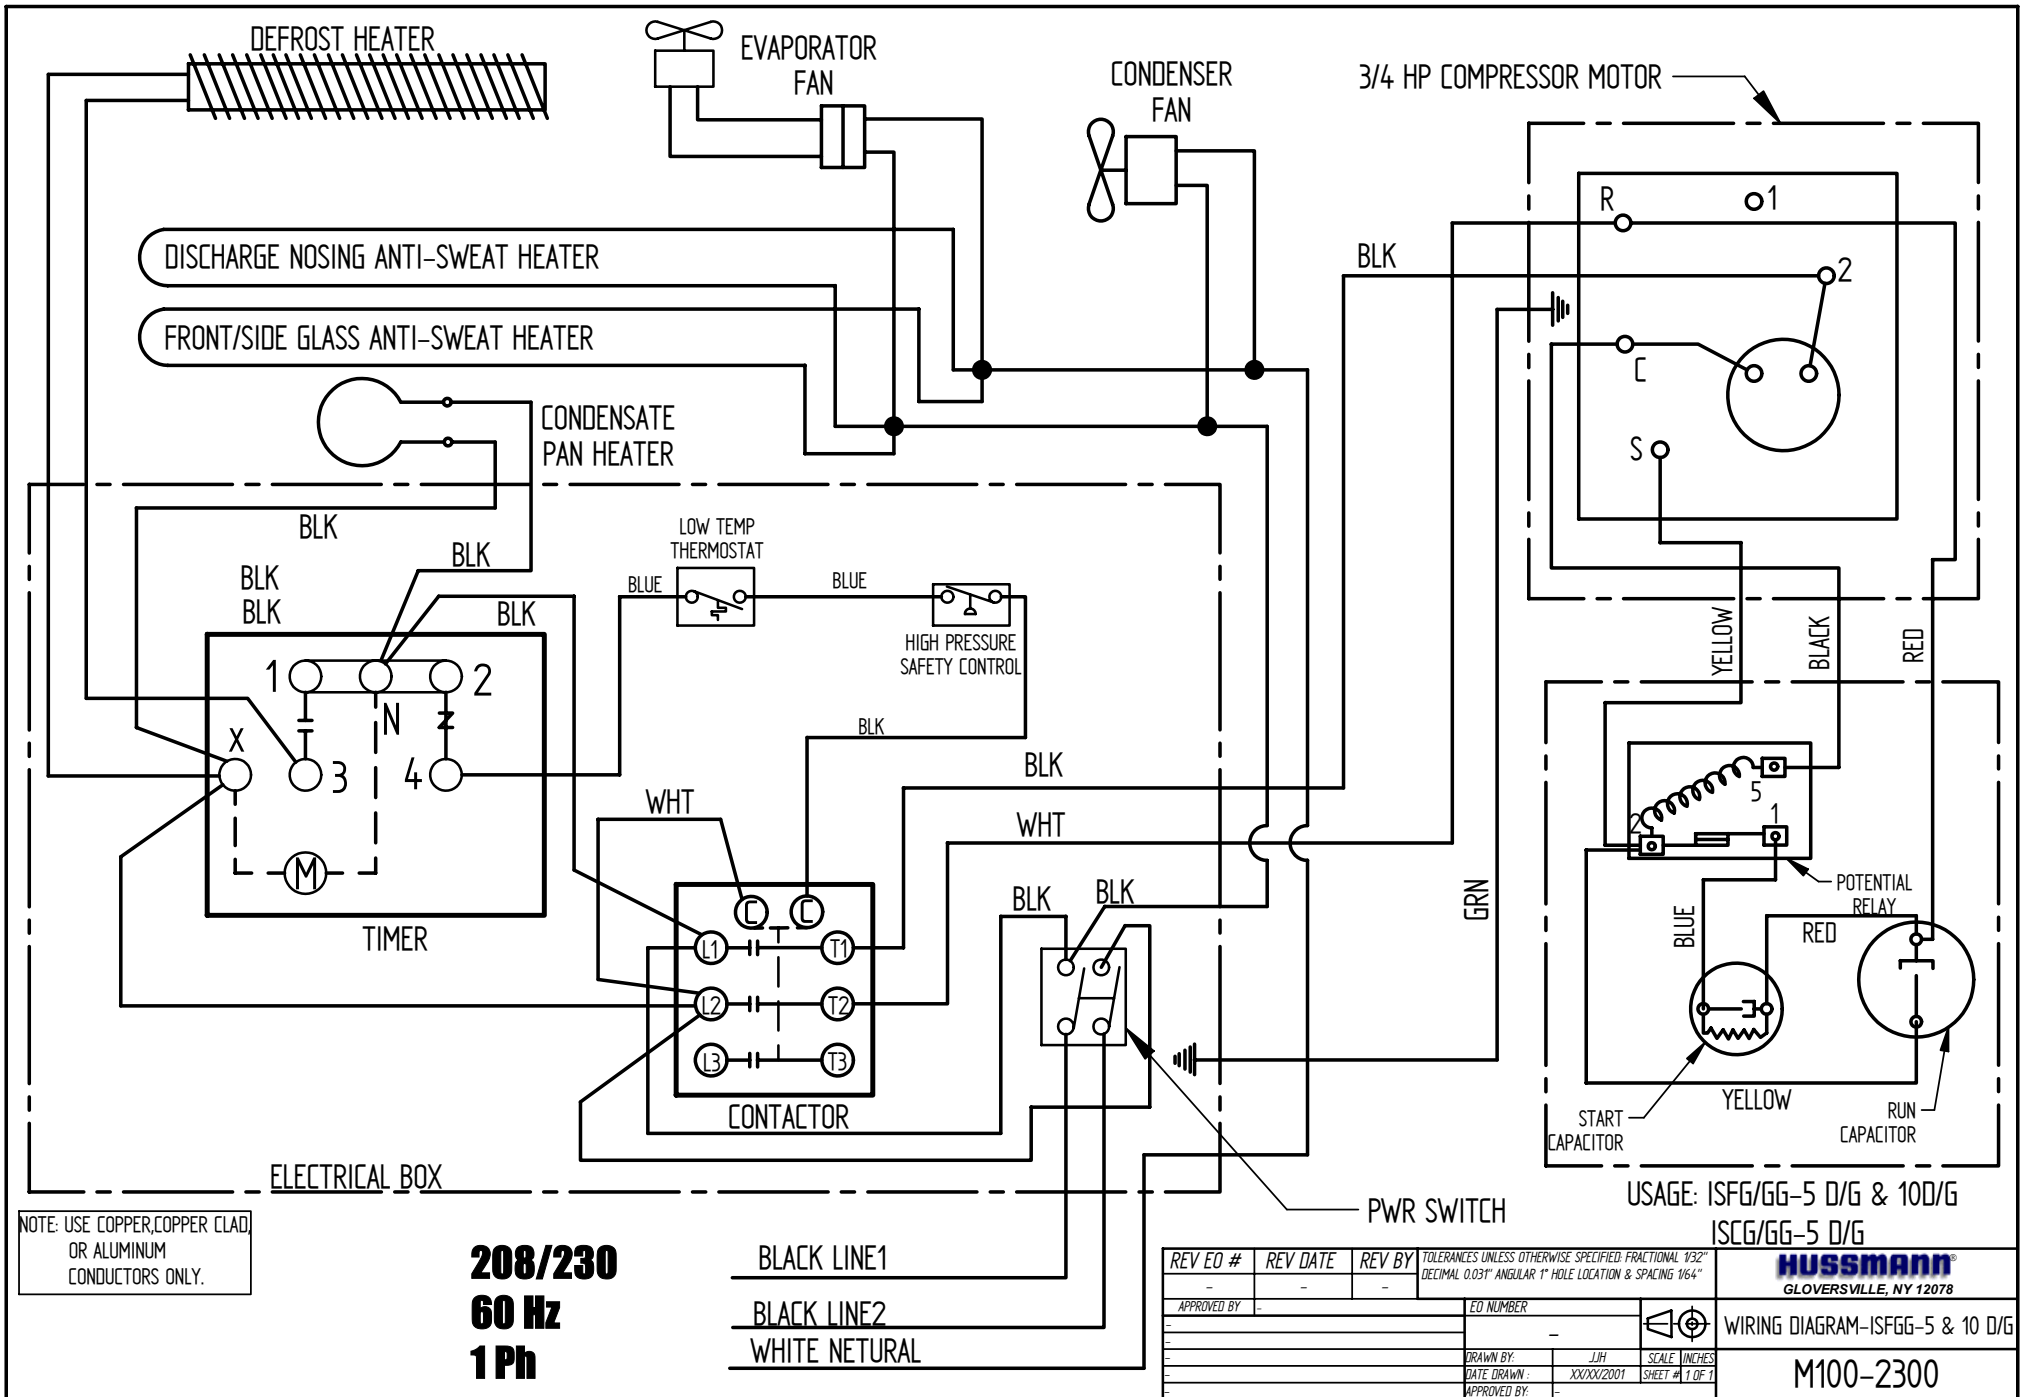 DEFROST HEATER
EVAPORATOR
FAN
CONDENSER
FAN
3/4 HP COMPRESSOR MOTOR
R
1
BLK
2
DISCHARGE NOSING ANTI-SWEAT HEATER
FRONT/SIDE GLASS ANTI-SWEAT HEATER
C
S
CONDENSATE
PAN HEATER
BLK
BLK
BLK
BLK
BLK
LOW TEMP
THERMOSTAT
BLUE
BLUE
HIGH PRESSURE
SAFETY CONTROL
BLK
1
2
N
X
3
4
M
TIMER
WHT
BLK
WHT
C
C
L1
T1
L2
T2
L3
T3
CONTACTOR
BLK
BLK
GRN
ELECTRICAL BOX
YELLOW
BLACK
RED
5
1
2
POTENTIAL
RELAY
BLUE
RED
YELLOW
START
CAPACITOR
RUN
CAPACITOR
PWR SWITCH
USAGE: ISFG/GG-5 D/G & 10D/G
ISCG/GG-5 D/G
NOTE: USE COPPER,COPPER CLAD,
OR ALUMINUM
CONDUCTORS ONLY.
208/230
60 Hz
1 Ph
BLACK LINE1
BLACK LINE2
WHITE NETURAL
REV EO #
REV DATE
REV BY
TOLERANCES UNLESS OTHERWISE SPECIFIED: FRACTIONAL 1/32"
DECIMAL 0.031" ANGULAR 1° HOLE LOCATION & SPACING 1/64"
HUSSMANN®
GLOVERSVILLE, NY 12078
- - -
APPROVED BY -
EO NUMBER
-
WIRING DIAGRAM-ISFGG-5 & 10 D/G
DRAWN BY: JJH
SCALE INCHES
DATE DRAWN : XX/XX/2001
SHEET # 1 OF 1
APPROVED BY: -
M100-2300